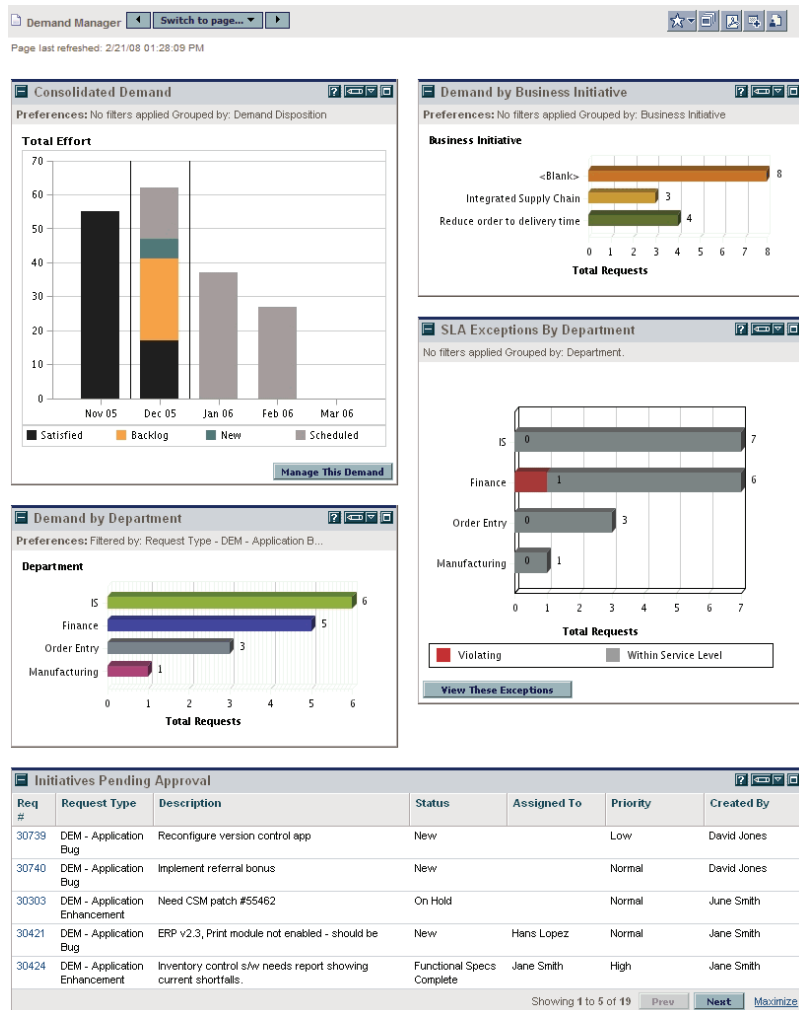 Demand Manager Switch to page...
Page last refreshed: 2/21/08 01:28:09 PM
Consolidated Demand
?
Preferences: No filters applied Grouped by: Demand Disposition
Total Effort
70
60
50
40
30
20
10
0
Nov 05 Dec 05 Jan 06 Feb 06 Mar 06
Satisfied Backlog New Scheduled
Manage This Demand
Demand by Business Initiative
?
Preferences: No filters applied Grouped by: Business Initiative
Business Initiative
<Blank> 8
Integrated Supply Chain 3
Reduce order to delivery time 4
0 1 2 3 4 5 6 7 8
Total Requests
SLA Exceptions By Department
?
No filters applied Grouped by: Department.
IS 0 7
Finance 1 6
Order Entry 0 3
Manufacturing 0 1
0 1 2 3 4 5 6 7
Total Requests
Violating Within Service Level
View These Exceptions
Demand by Department
?
Preferences: Filtered by: Request Type - DEM - Application B...
Department
IS 6
Finance 5
Order Entry 3
Manufacturing 1
0 1 2 3 4 5 6
Total Requests
Initiatives Pending Approval
?
Req Request Type Description Status Assigned To Priority Created By
#
30739 DEM - Application Reconfigure version control app New Low David Jones
Bug
30740 DEM - Application Implement referral bonus New Normal David Jones
Bug
30303 DEM - Application Need CSM patch #55462 On Hold Normal June Smith
Enhancement
30421 DEM - Application ERP v2.3, Print module not enabled - should be New Hans Lopez Normal Jane Smith
Bug
30424 DEM - Application Inventory control s/w needs report showing Functional Specs Jane Smith High Jane Smith
Enhancement current shortfalls. Complete
Showing 1 to 5 of 19 Prev Next Maximize